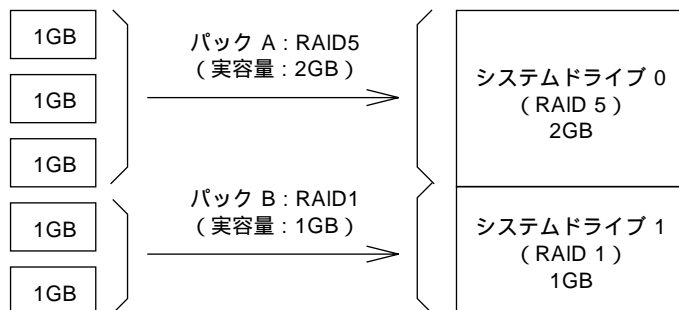 1GB
1GB
1GB
1GB
1GB
パック A : RAID5
（実容量 : 2GB）
パック B : RAID1
（実容量 : 1GB）
システムドライブ 0
（RAID 5）
2GB
システムドライブ 1
（RAID 1）
1GB